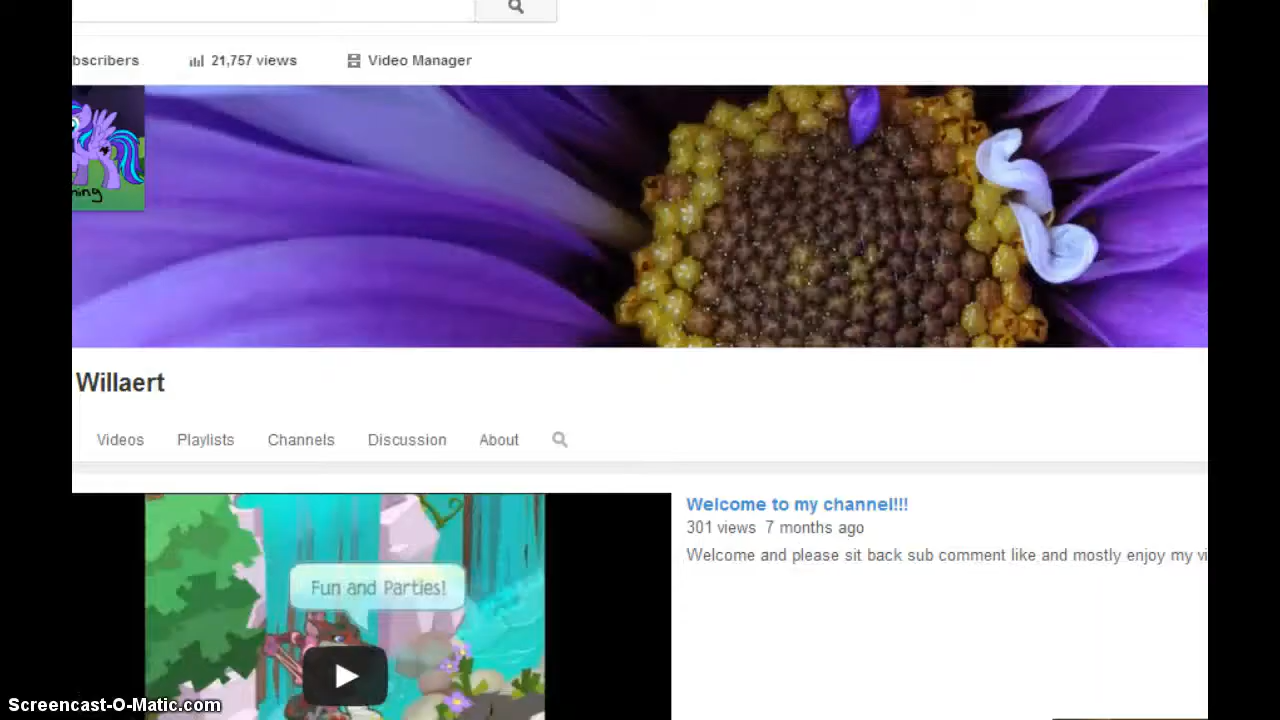 bscribers 21,757 views Video Manager
ning
Willaert
Videos Playlists Channels Discussion About
Welcome to my channel!!!
301 views 7 months ago
Welcome and please sit back sub comment like and mostly enjoy my vi
Fun and Parties!
Screencast-O-Matic.com